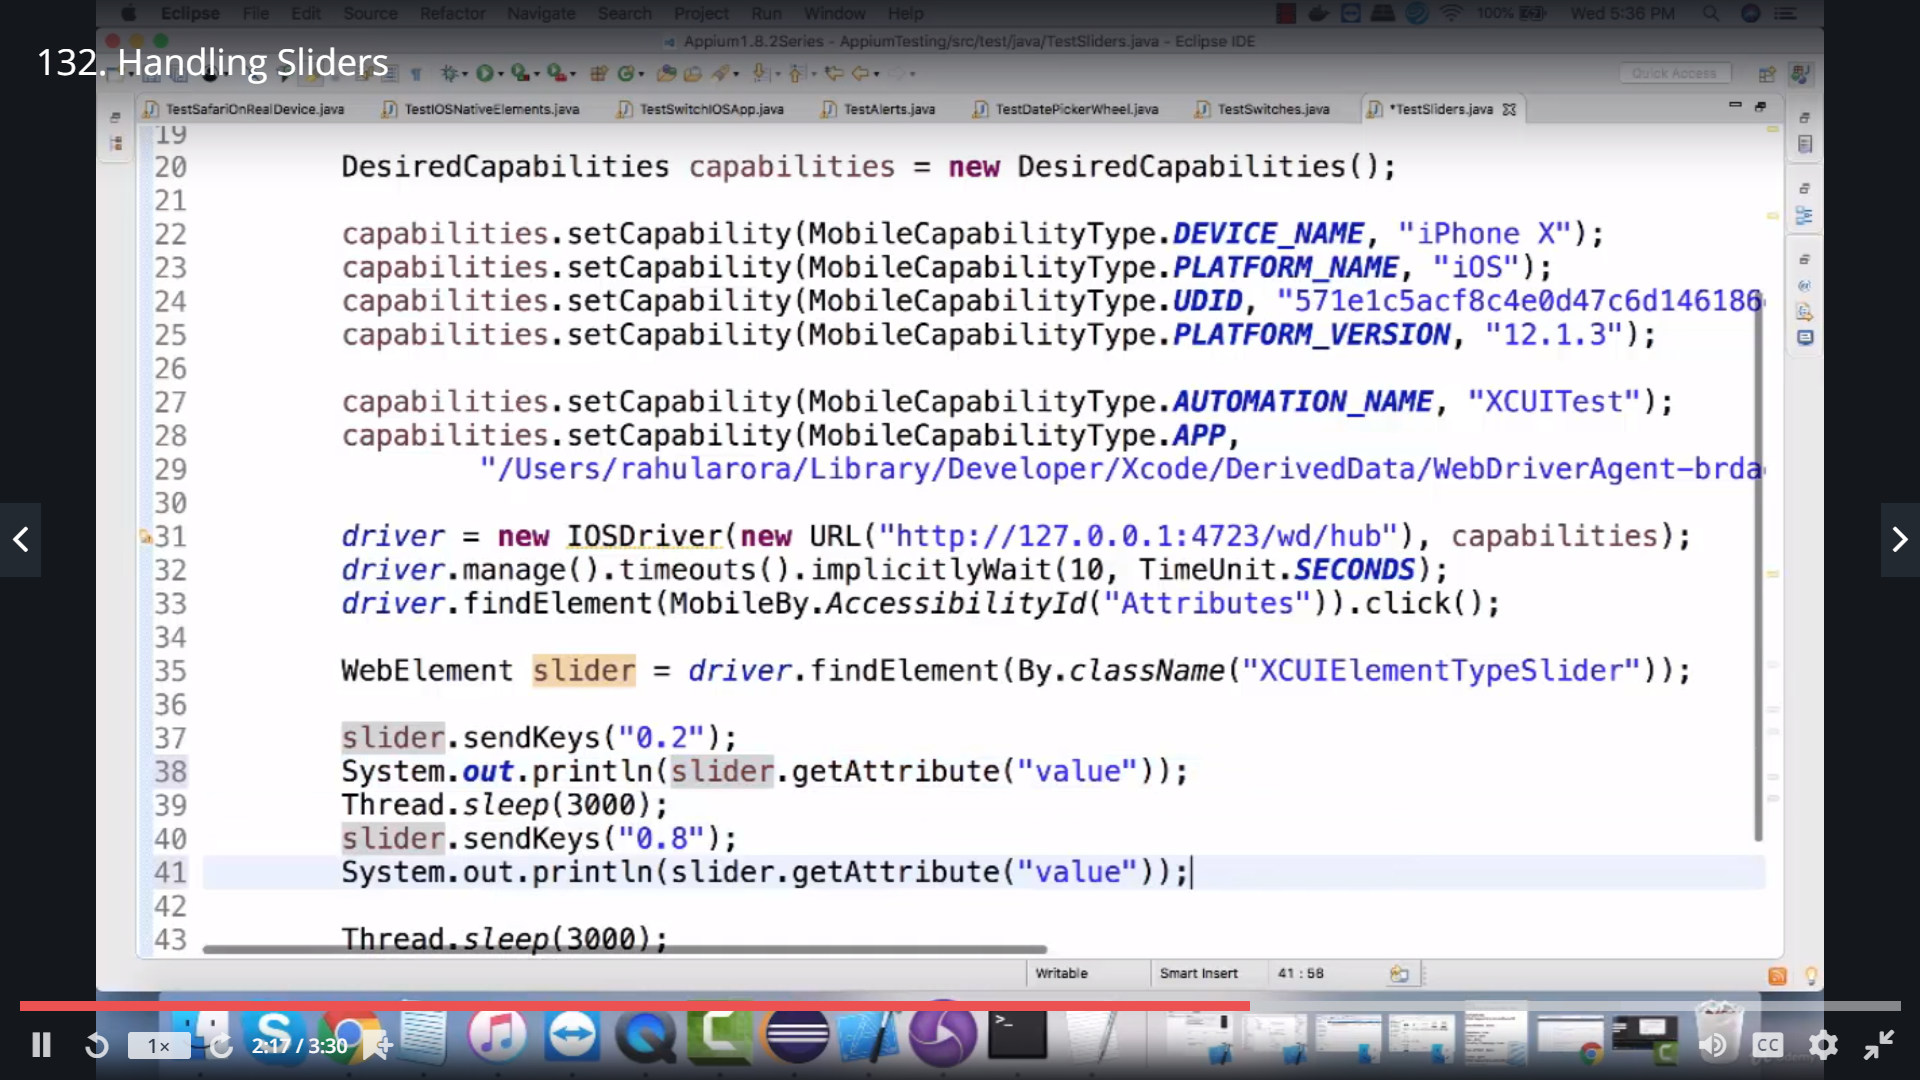 Eclipse File Edit Source Refactor Navigate Search Project Run Window Help 100% Wed 5:36 PM
Appium1.8.2Series - AppiumTesting/src/test/java/TestSliders.java - Eclipse IDE
132. Handling Sliders
Quick Access
TestSafariOnRealDevice.java TestIOSNativeElements.java TestSwitchIOSApp.java TestAlerts.java TestDatePickerWheel.java TestSwitches.java *TestSliders.java
19
20 DesiredCapabilities capabilities = new DesiredCapabilities();
21
22 capabilities.setCapability(MobileCapabilityType.DEVICE_NAME, "iPhone X");
23 capabilities.setCapability(MobileCapabilityType.PLATFORM_NAME, "iOS");
24 capabilities.setCapability(MobileCapabilityType.UDID, "571e1c5acf8c4e0d47c6d146186
25 capabilities.setCapability(MobileCapabilityType.PLATFORM_VERSION, "12.1.3");
26
27 capabilities.setCapability(MobileCapabilityType.AUTOMATION_NAME, "XCUITest");
28 capabilities.setCapability(MobileCapabilityType.APP,
29 "/Users/rahularora/Library/Developer/Xcode/DerivedData/WebDriverAgent-brda
30
31 driver = new IOSDriver(new URL("http://127.0.0.1:4723/wd/hub"), capabilities);
32 driver.manage().timeouts().implicitlyWait(10, TimeUnit.SECONDS);
33 driver.findElement(MobileBy.AccessibilityId("Attributes")).click();
34
35 WebElement slider = driver.findElement(By.className("XCUIElementTypeSlider"));
36
37 slider.sendKeys("0.2");
38 System.out.println(slider.getAttribute("value"));
39 Thread.sleep(3000);
40 slider.sendKeys("0.8");
41 System.out.println(slider.getAttribute("value"));
42
43 Thread.sleep(3000);
Writable Smart Insert 41 : 58
1x 2:17 / 3:30 CC